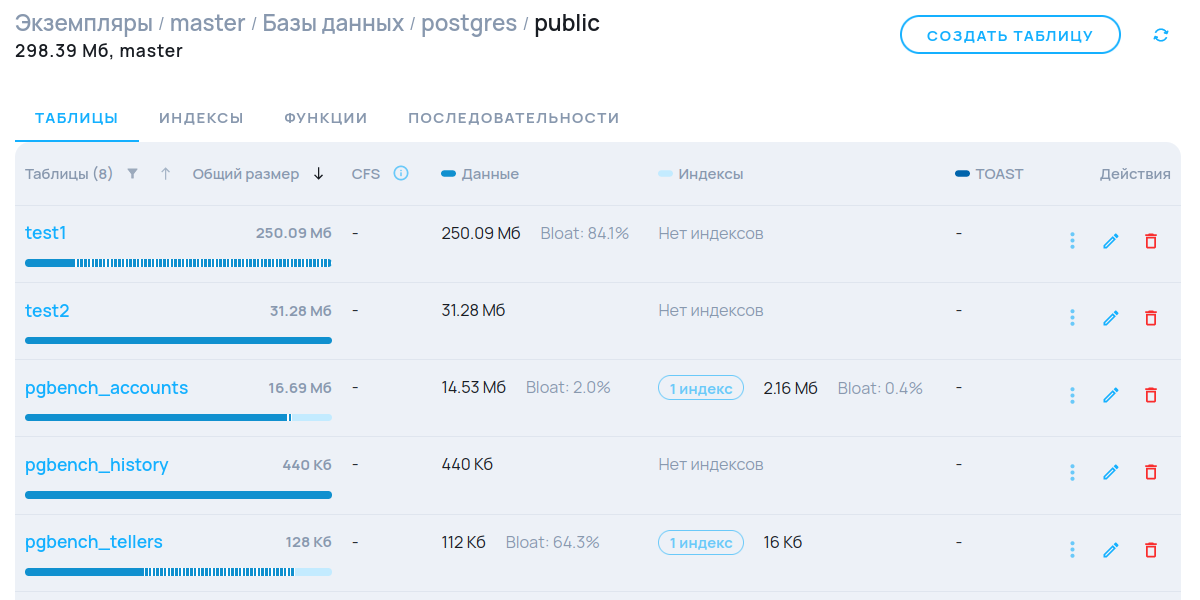 Экземпляры / master / Базы данных / postgres / public
298.39 Мб, master
СОЗДАТЬ ТАБЛИЦУ
ТАБЛИЦЫ ИНДЕКСЫ ФУНКЦИИ ПОСЛЕДОВАТЕЛЬНОСТИ
Таблицы (8) Общий размер CFS Данные Индексы TOAST Действия
test1 250.09 Мб - 250.09 Мб Bloat: 84.1% Нет индексов -
test2 31.28 Мб - 31.28 Мб Нет индексов -
pgbench_accounts 16.69 Мб - 14.53 Мб Bloat: 2.0% 1 индекс 2.16 Мб Bloat: 0.4% -
pgbench_history 440 Кб - 440 Кб Нет индексов -
pgbench_tellers 128 Кб - 112 Кб Bloat: 64.3% 1 индекс 16 Кб -